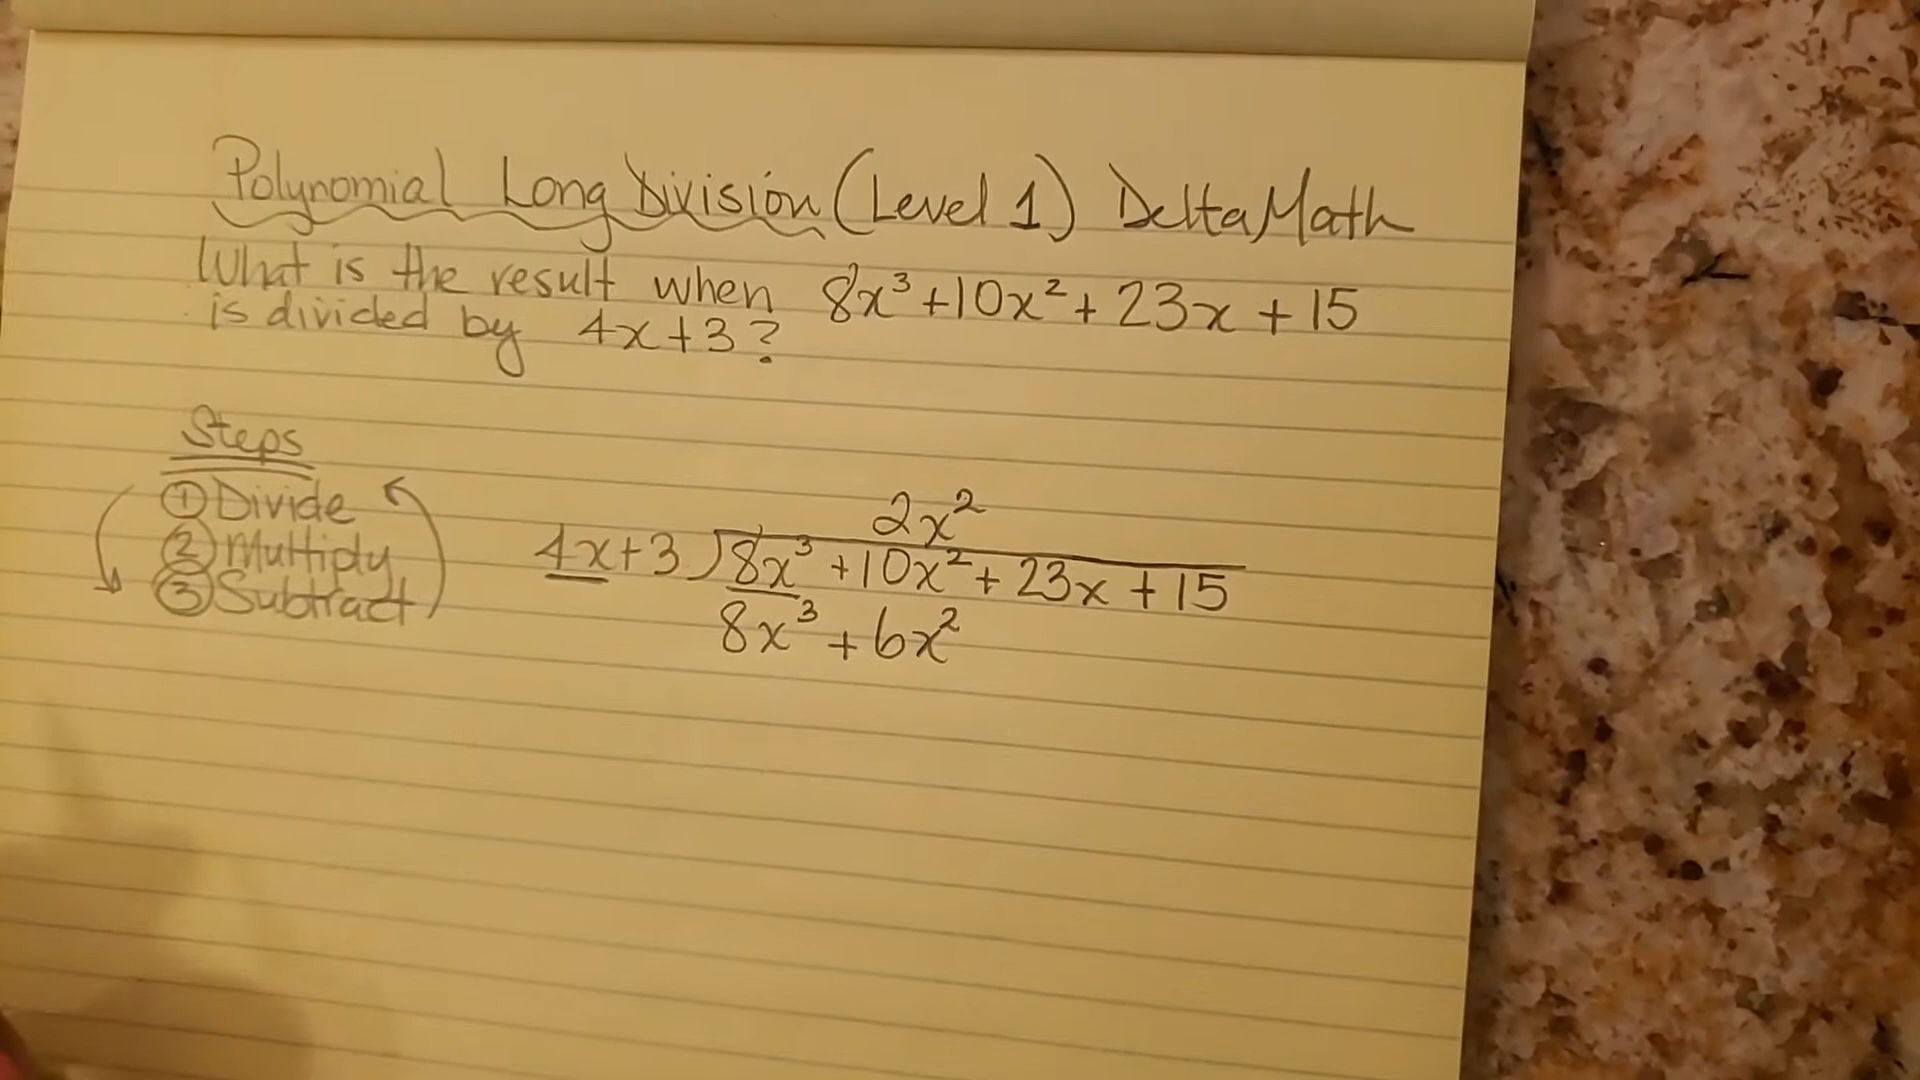 Polynomial Long Division (Level 1) DeltaMath
What is the result when 8x³ + 10x² + 23x + 15
is divided by 4x + 3?
Steps
① Divide
② Multiply
③ Subtract
2x²
4x + 3 ) 8x³ + 10x² + 23x + 15
8x³ + 6x²